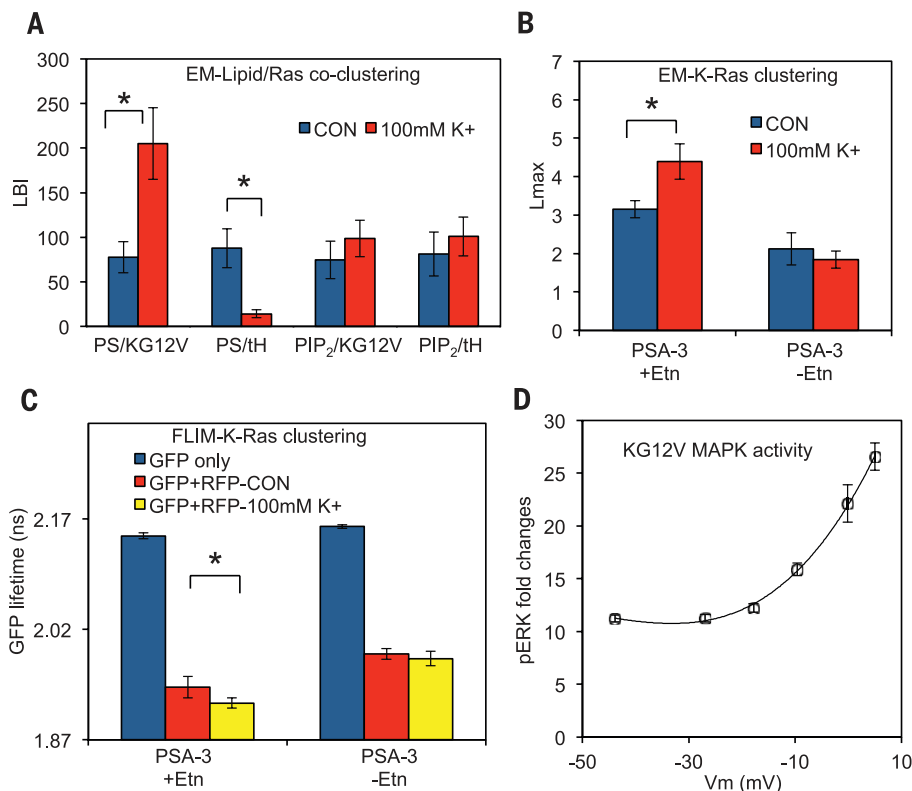 A
EM-Lipid/Ras co-clustering
CON 100mM K+
LBI
300
250
200
150
100
50
0
*
*
PS/KG12V PS/tH PIP₂/KG12V PIP₂/tH
B
EM-K-Ras clustering
CON
100mM K+
Lmax
7
6
5
4
3
2
1
0
*
PSA-3 PSA-3
+Etn -Etn
C
FLIM-K-Ras clustering
GFP only
GFP+RFP-CON
GFP+RFP-100mM K+
GFP lifetime (ns)
2.17
2.02
1.87
*
PSA-3 PSA-3
+Etn -Etn
D
KG12V MAPK activity
pERK fold changes
30
25
20
15
10
5
0
-50 -30 -10 10
Vm (mV)